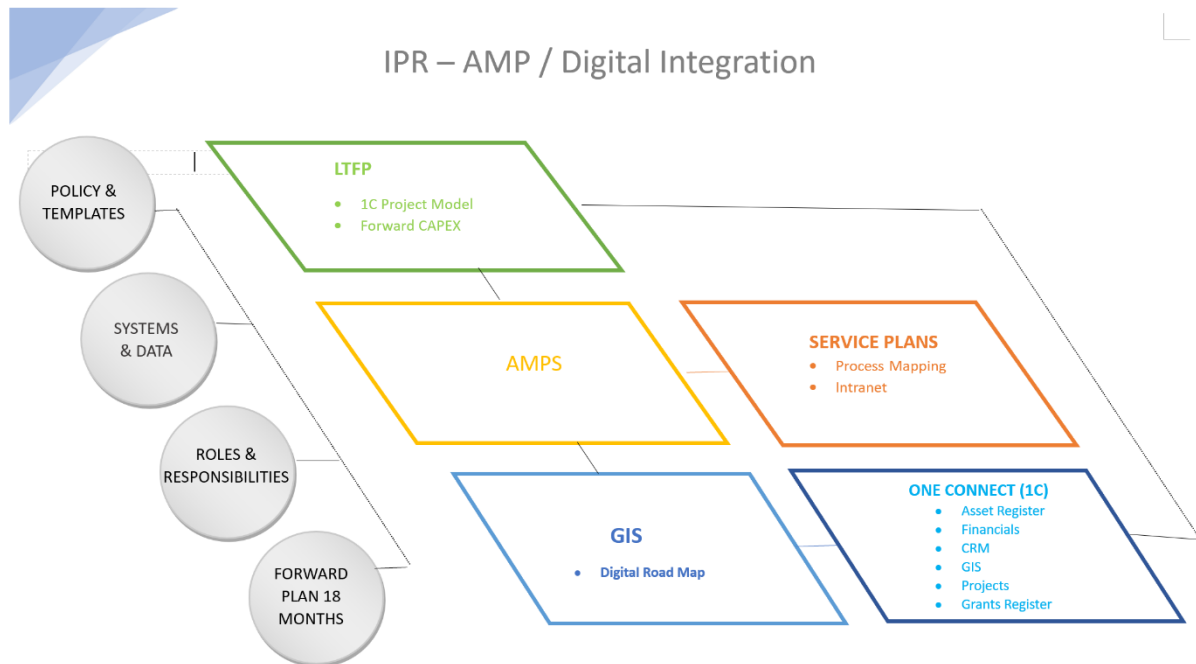 IPR – AMP / Digital Integration
POLICY &
TEMPLATES
SYSTEMS
& DATA
ROLES &
RESPONSIBILITIES
FORWARD
PLAN 18
MONTHS
LTFP
• 1C Project Model
• Forward CAPEX
AMPS
SERVICE PLANS
• Process Mapping
• Intranet
GIS
• Digital Road Map
ONE CONNECT (1C)
• Asset Register
• Financials
• CRM
• GIS
• Projects
• Grants Register